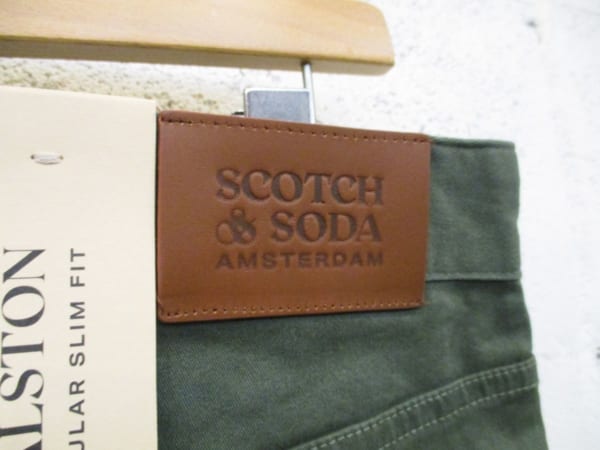 SCOTCH
& SODA
AMSTERDAM
ALSTON
ULAR SLIM FIT